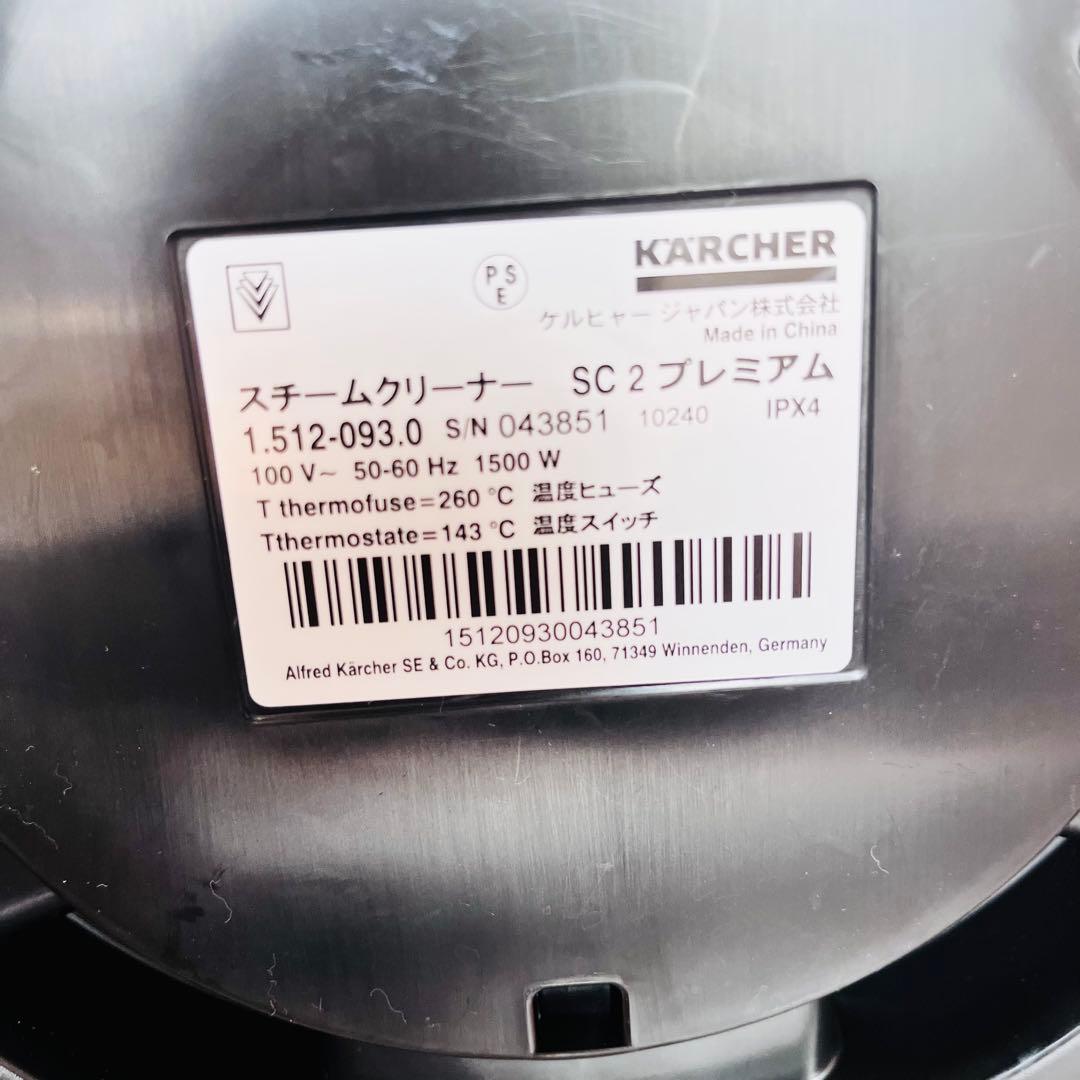 KÄRCHER
PSE
ケルヒャー ジャパン株式会社
Made in China
スチームクリーナー SC 2 プレミアム
1.512-093.0 S/N 043851 10240 IPX4
100 V~ 50-60 Hz 1500 W
T thermofuse=260 °C 温度ヒューズ
Tthermostate=143 °C 温度スイッチ
15120930043851
Alfred Kärcher SE & Co. KG, P.O.Box 160, 71349 Winnenden, Germany